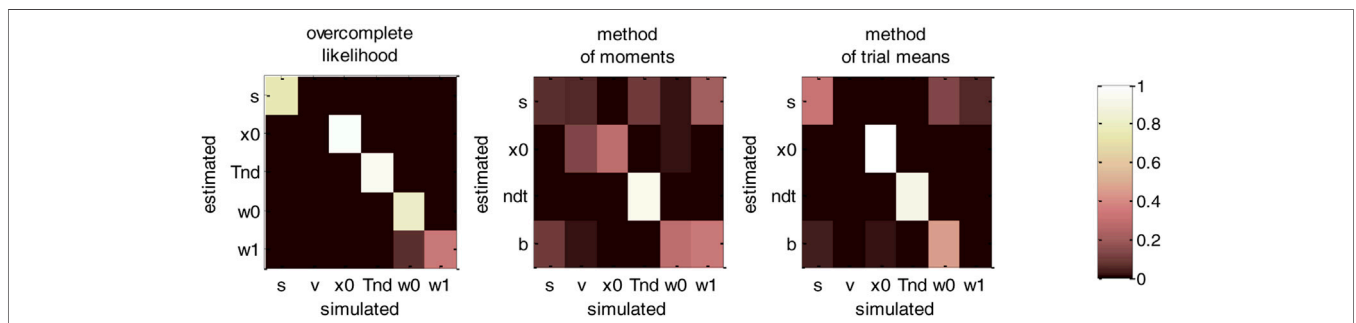 overcomplete
likelihood
estimated
s
x0
Tnd
w0
w1
s v x0 Tnd w0 w1
simulated
method
of moments
estimated
s
x0
ndt
b
s v x0 Tnd w0 w1
simulated
method
of trial means
estimated
s
x0
ndt
b
s v x0 Tnd w0 w1
simulated
1
0.8
0.6
0.4
0.2
0